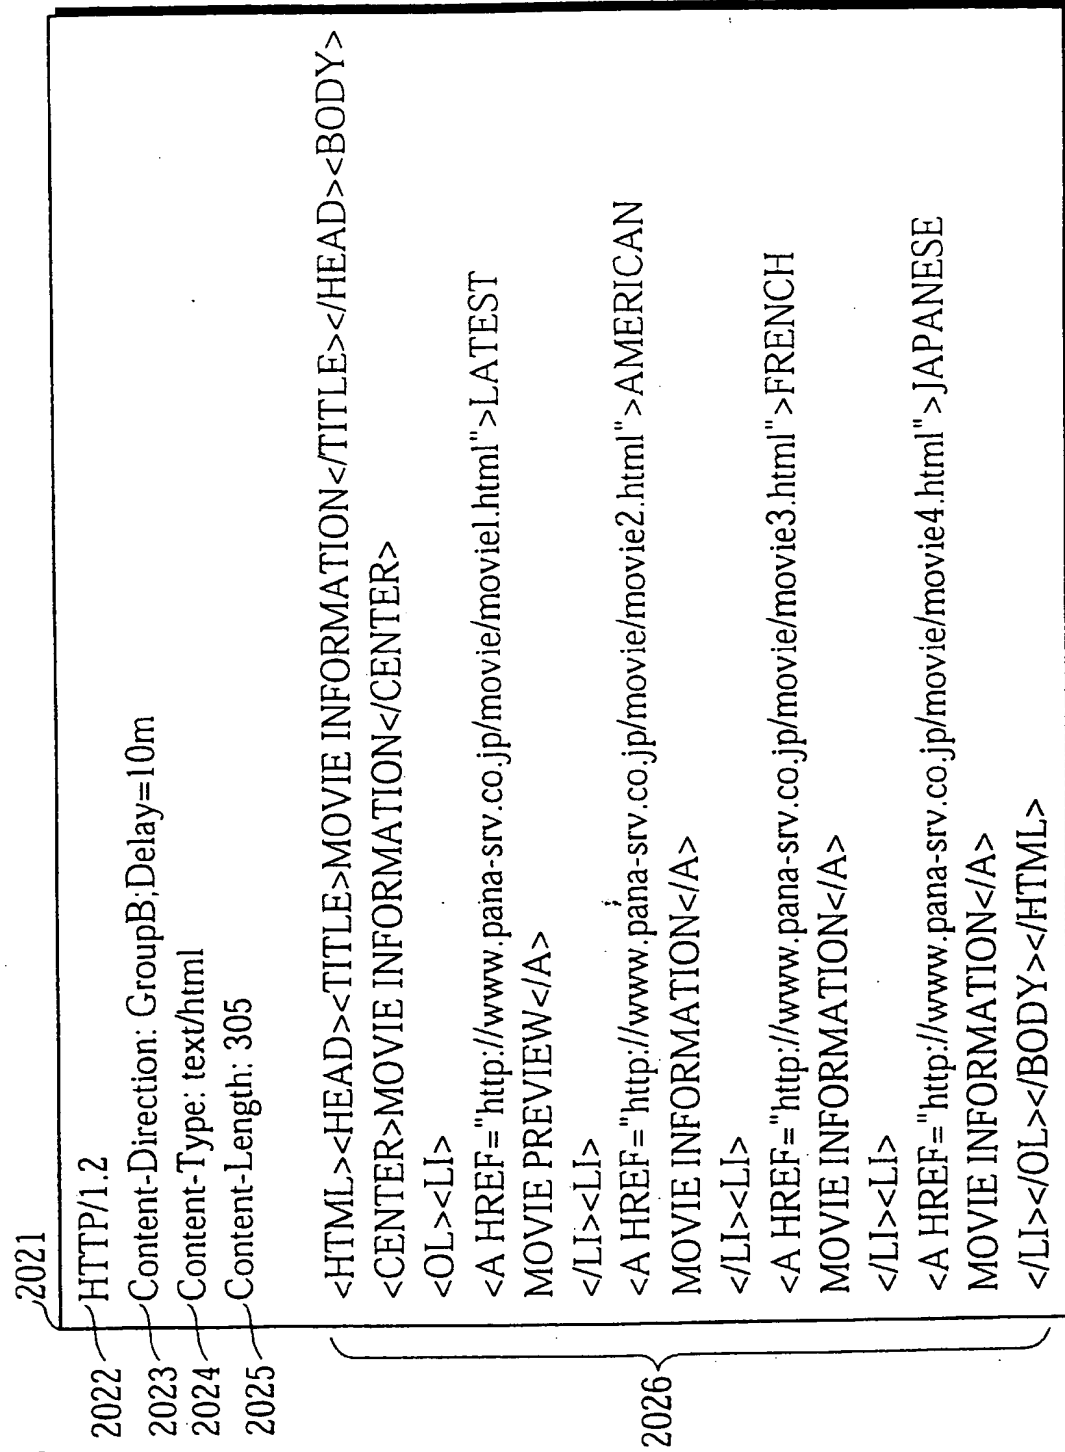 2021
2022 HTTP/1.2
2023 Content-Direction: GroupB;Delay=10m
2024 Content-Type: text/html
2025 Content-Length: 305
2026
<HTML><HEAD><TITLE>MOVIE INFORMATION</TITLE></HEAD><BODY>
<CENTER>MOVIE INFORMATION</CENTER>
<OL><LI>
<A HREF="http://www.pana-srv.co.jp/movie/movie1.html">LATEST
MOVIE PREVIEW</A>
</LI><LI>
<A HREF="http://www.pana-srv.co.jp/movie/movie2.html">AMERICAN
MOVIE INFORMATION</A>
</LI><LI>
<A HREF="http://www.pana-srv.co.jp/movie/movie3.html">FRENCH
MOVIE INFORMATION</A>
</LI><LI>
<A HREF="http://www.pana-srv.co.jp/movie/movie4.html">JAPANESE
MOVIE INFORMATION</A>
</LI></OL></BODY></HTML>